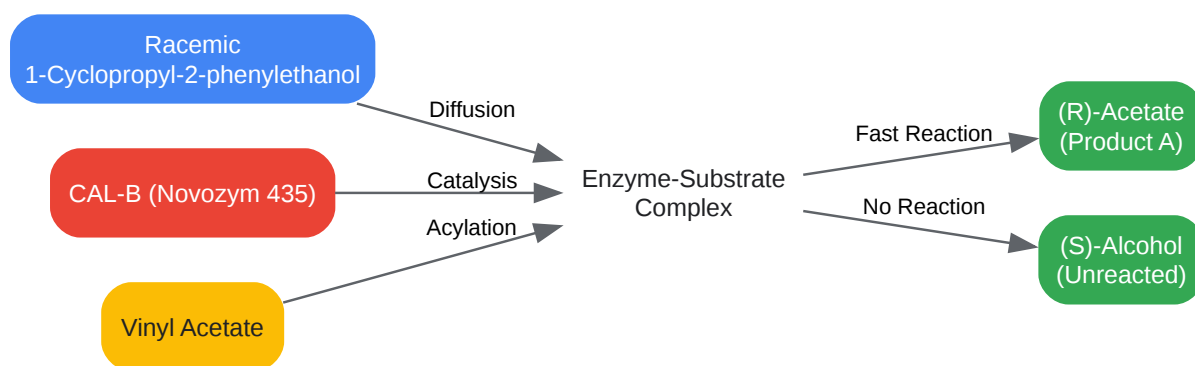 Racemic
1-Cyclopropyl-2-phenylethanol
Diffusion
CAL-B (Novozym 435)
Catalysis
Vinyl Acetate
Acylation
Enzyme-Substrate
Complex
Fast Reaction
(R)-Acetate
(Product A)
No Reaction
(S)-Alcohol
(Unreacted)